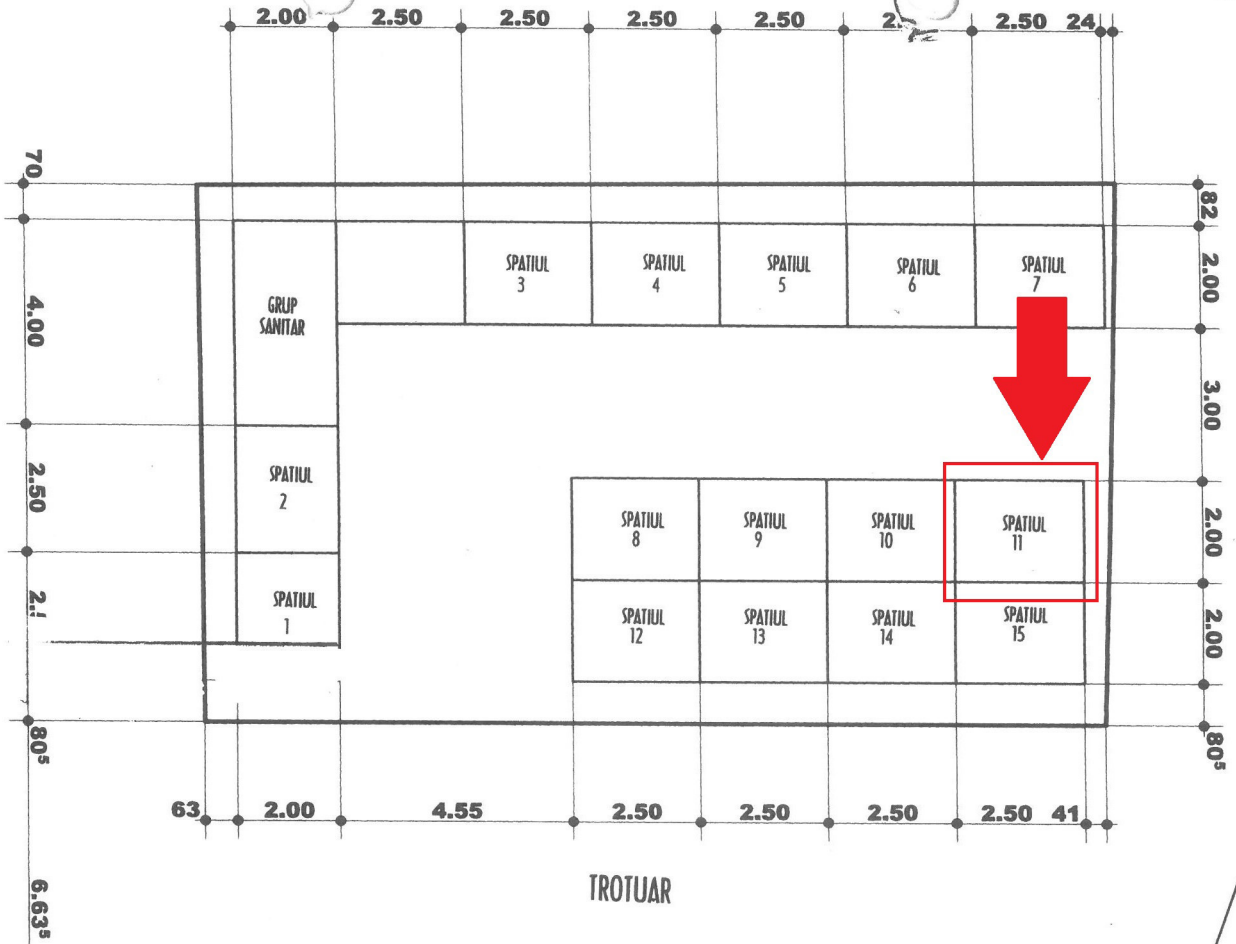 2.00 2.50 2.50 2.50 2.50 2.50 24
70
82
SPATIUL
3
SPATIUL
4
SPATIUL
5
SPATIUL
6
SPATIUL
7
2.00
GRUP
SANITAR
4.00
3.00
SPATIUL
2
2.50
SPATIUL
8
SPATIUL
9
SPATIUL
10
SPATIUL
11
2.00
SPATIUL
1
SPATIUL
12
SPATIUL
13
SPATIUL
14
SPATIUL
15
2.00
80⁵
80⁵
63 2.00 4.55 2.50 2.50 2.50 2.50 41
TROTUAR
6.63⁵